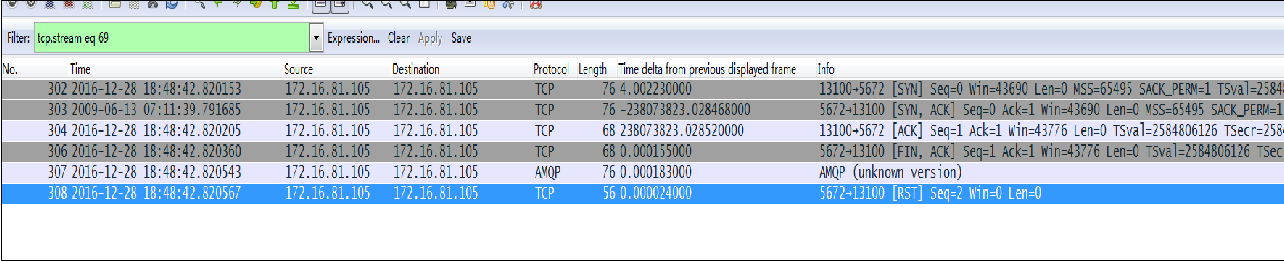 Filter: tcp.stream eq 69 Expression... Clear Apply Save
No. Time Source Destination Protocol Length Time delta from previous displayed frame Info
302 2016-12-28 18:48:42.820153 172.16.81.105 172.16.81.105 TCP 76 4.002230000 13100→5672 [SYN] Seq=0 Win=43690 Len=0 MSS=65495 SACK_PERM=1 TSval=2584
303 2009-06-13 07:11:39.791685 172.16.81.105 172.16.81.105 TCP 76 -238073823.028468000 5672→13100 [SYN, ACK] Seq=0 Ack=1 Win=43690 Len=0 MSS=65495 SACK_PERM=1
304 2016-12-28 18:48:42.820205 172.16.81.105 172.16.81.105 TCP 68 238073823.028520000 13100→5672 [ACK] Seq=1 Ack=1 Win=43776 Len=0 TSval=2584806126 TSecr=258
306 2016-12-28 18:48:42.820360 172.16.81.105 172.16.81.105 TCP 68 0.000155000 5672→13100 [FIN, ACK] Seq=1 Ack=1 Win=43776 Len=0 TSval=2584806126 TSec
307 2016-12-28 18:48:42.820543 172.16.81.105 172.16.81.105 AMQP 76 0.000183000 AMQP (unknown version)
308 2016-12-28 18:48:42.820567 172.16.81.105 172.16.81.105 TCP 56 0.000024000 5672→13100 [RST] Seq=2 Win=0 Len=0